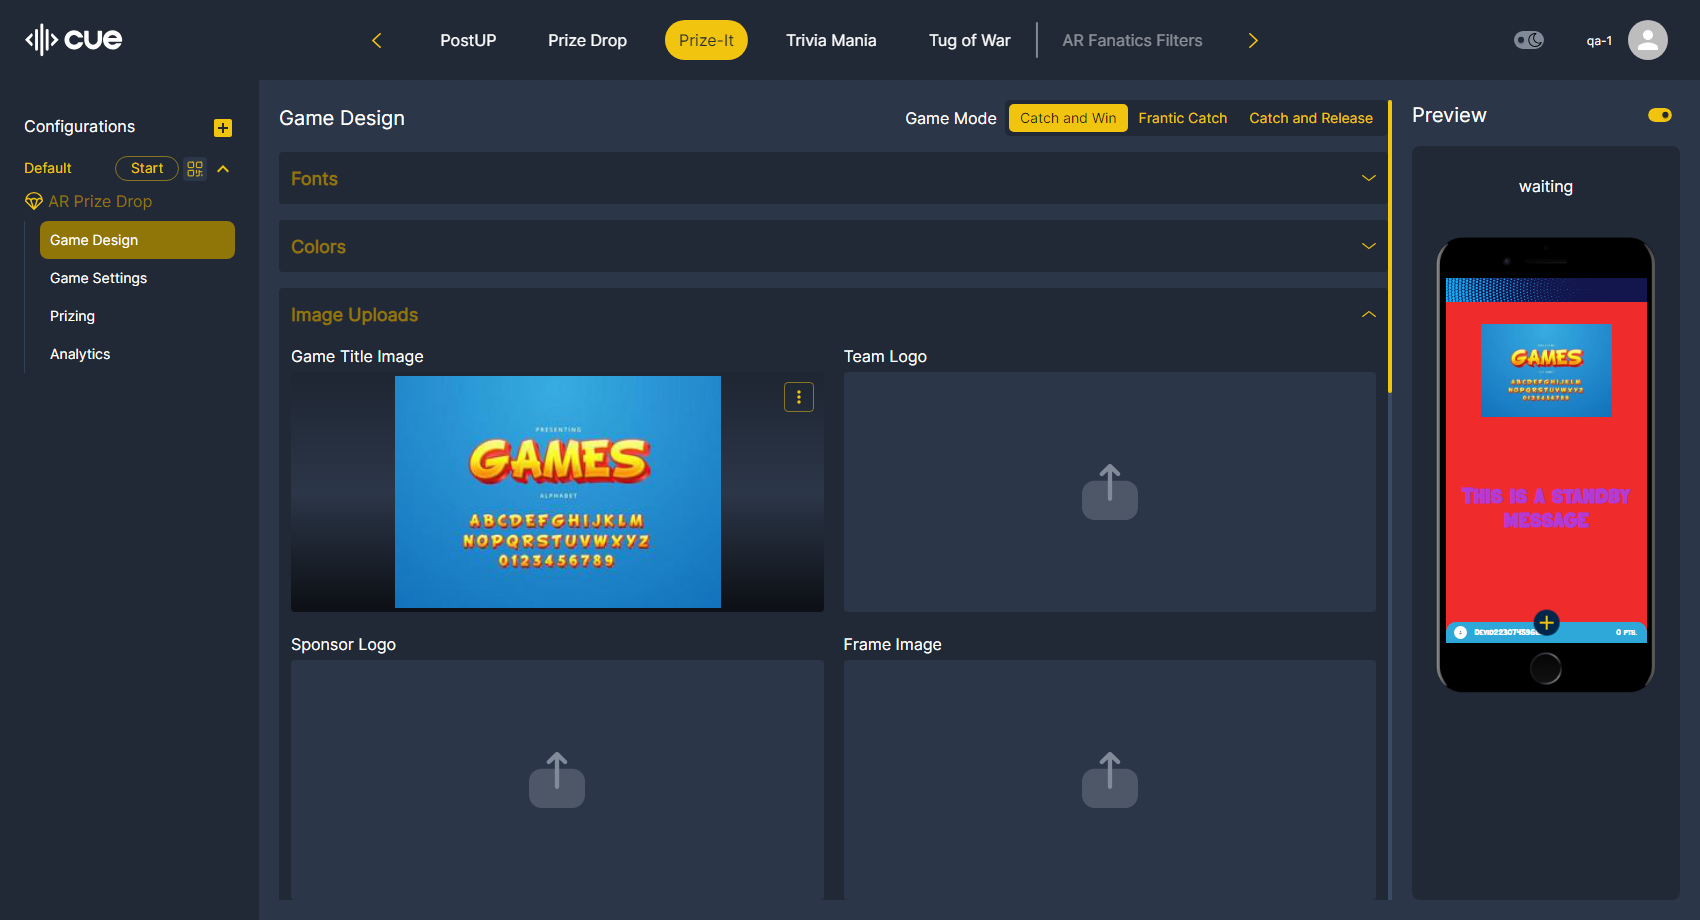 cue
PostUP
Prize Drop
Prize-It
Trivia Mania
Tug of War
AR Fanatics Filters
qa-1
Configurations
Default
Start
AR Prize Drop
Game Design
Game Settings
Prizing
Analytics
Game Design
Game Mode
Catch and Win
Frantic Catch
Catch and Release
Fonts
Colors
Image Uploads
Game Title Image
PRESENTING
GAMES
ALPHABET
ABCDEFGHIJKLM
NOPQRSTUVWXYZ
0123456789
Team Logo
Sponsor Logo
Frame Image
Preview
waiting
GAMES
ABCDEFGHIJKLM
NOPQRSTUVWXYZ
0123456789
THIS IS A STANDBY
MESSAGE
0 PTS.